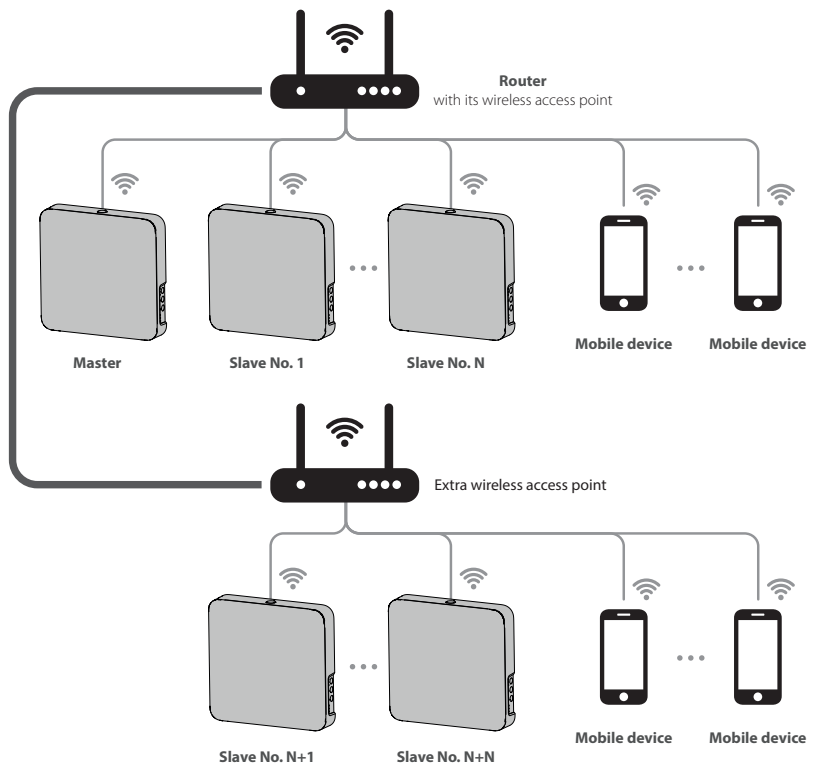 Router
with its wireless access point
Master
Slave No. 1
Slave No. N
Mobile device
Mobile device
Extra wireless access point
Slave No. N+1
Slave No. N+N
Mobile device
Mobile device